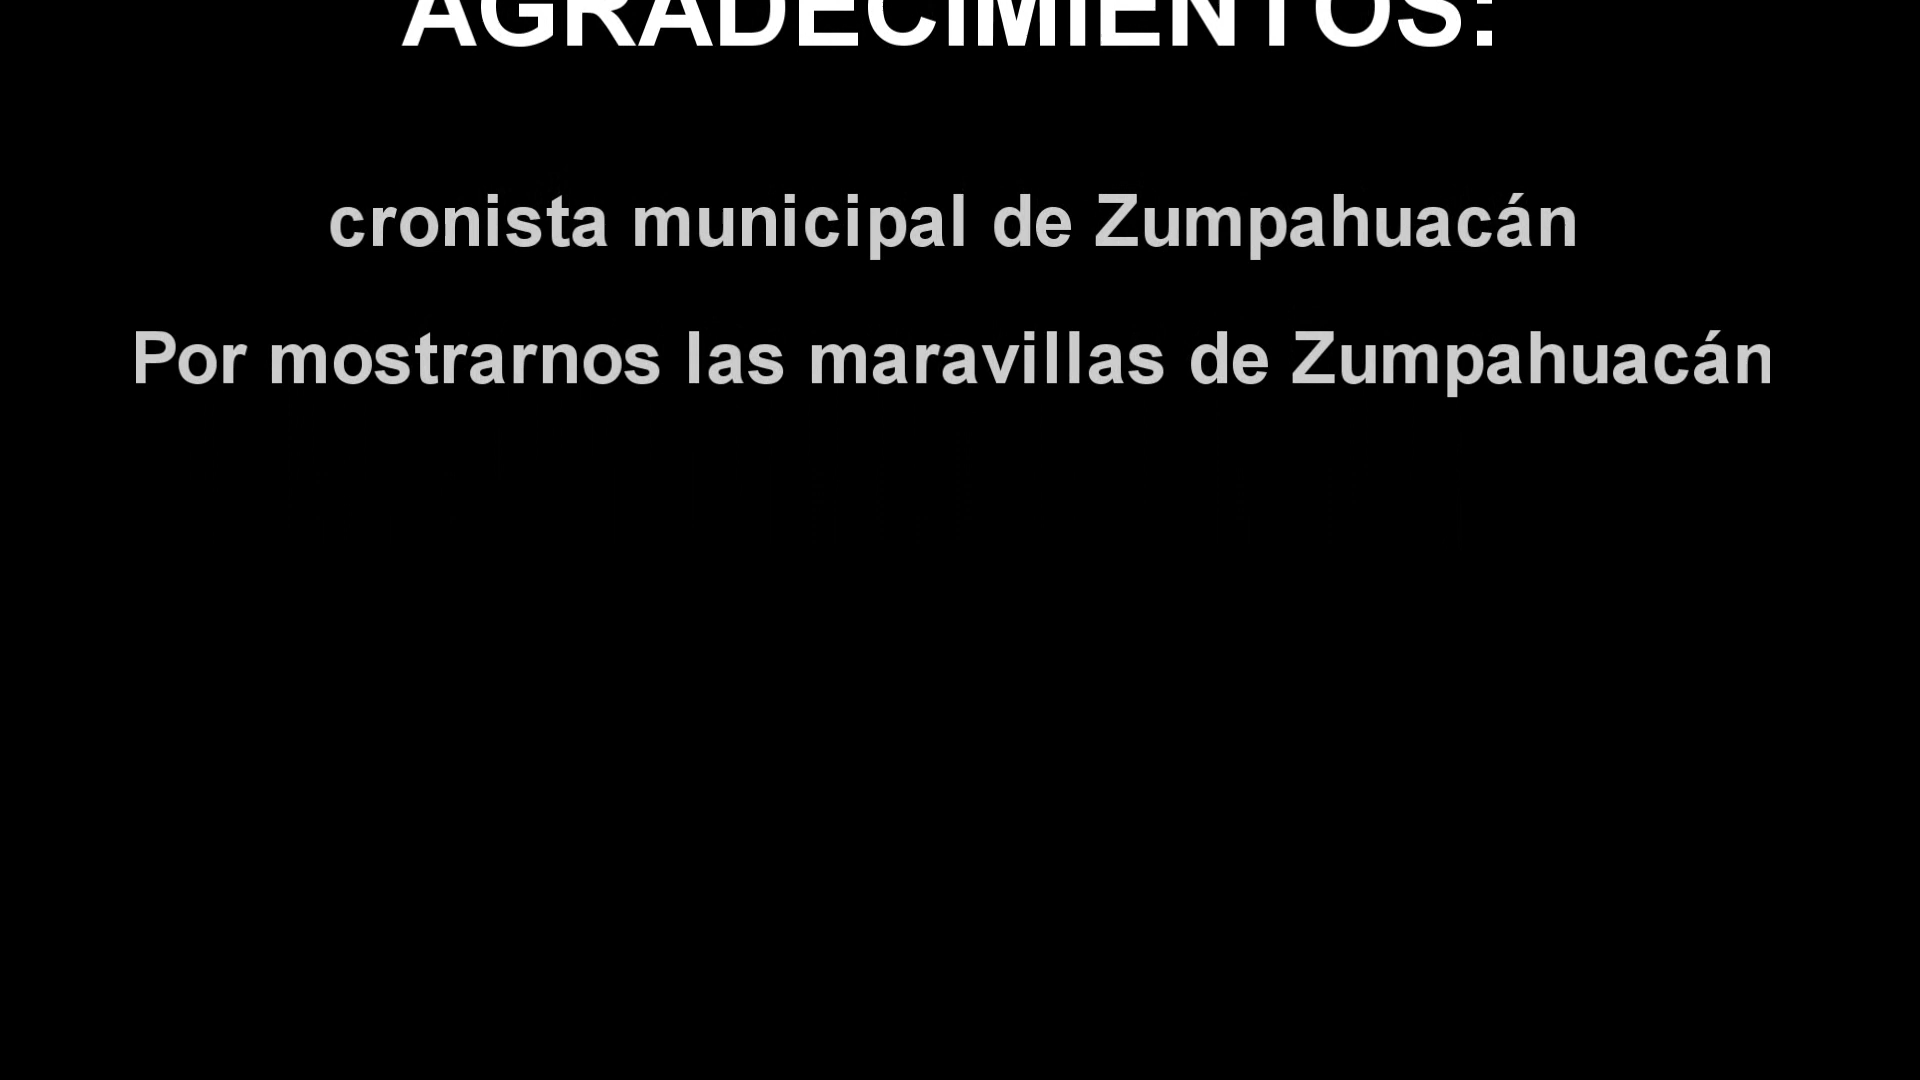 AGRADECIMIENTOS:
cronista municipal de Zumpahuacán
Por mostrarnos las maravillas de Zumpahuacán